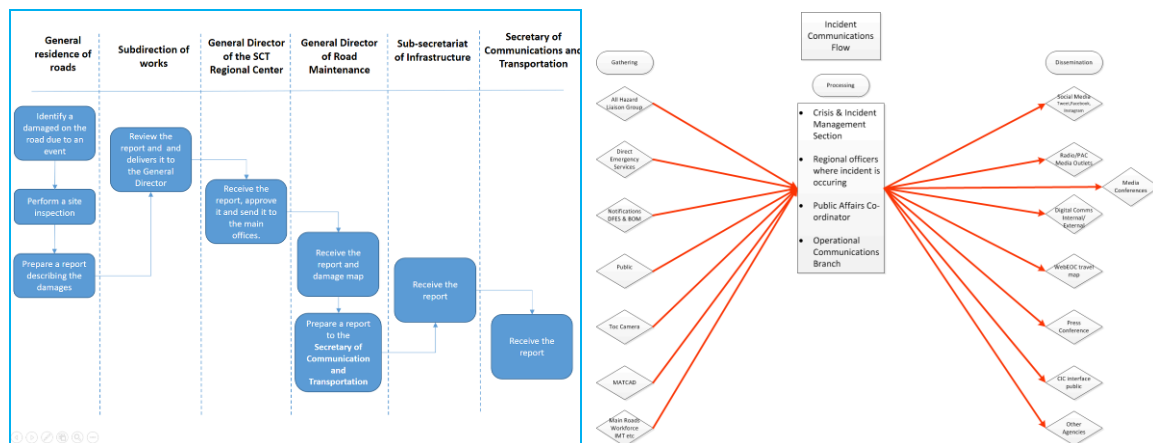 General
residence of
roads
Subdirection of
works
General Director
of the SCT
Regional Center
General
Director of Road
Maintenance
Sub-secretariat
of Infrastructure
Secretary of
Communications and
Transportation
Identify a
damaged on the
road due to an
event
Perform a site
inspection
Prepare a report
describing the
damages
Review the
report and and
delivers it to
the General
Director
Receive the
report, approve
it and send it to
the main
offices.
Receive the
report and
damage map
Prepare a report
to the
Secretary of
Communication
and
Transportation
Receive the
report
Receive the
report
Incident
Communications
Flow
Gathering
All Hazard
Liaison Group
Direct
Emergency
Services
Notifications
DFES & BOM
Public
Toc Camera
MATCAD
Main Roads
Workforce
IMT etc
Processing
• Crisis & Incident
Management
Section
• Regional officers
where incident is
occuring
• Public Affairs Co-
ordinator
• Operational
Communications
Branch
Dissemination
Social Media
Tweet,Facebook,
Instagram
Radio/PAC
Media Outlets
Media
Conferences
Digital Comms
Internal/
External
WebEOC travel
map
Press
Conference
CIC interface
public
Other
Agencies